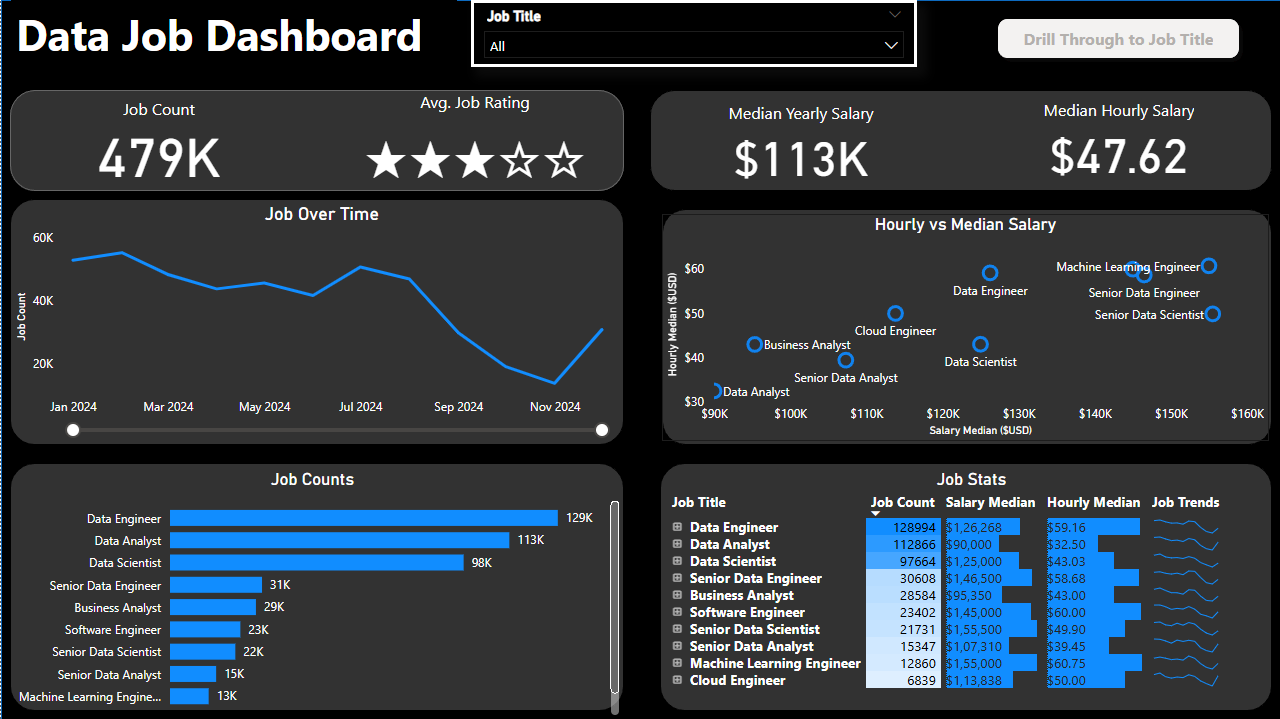 Data Job Dashboard
Job Title
All
Drill Through to Job Title
Job Count
479K
Avg. Job Rating
Median Yearly Salary
$113K
Median Hourly Salary
$47.62
Job Over Time
Job Count
60K
40K
20K
Jan 2024 Mar 2024 May 2024 Jul 2024 Sep 2024 Nov 2024
Hourly vs Median Salary
Hourly Median ($USD)
$60
$50
$40
$30
Machine Learning Engineer
Data Engineer
Senior Data Engineer
Senior Data Scientist
Cloud Engineer
Business Analyst
Data Scientist
Senior Data Analyst
Data Analyst
$90K $100K $110K $120K $130K $140K $150K $160K
Salary Median ($USD)
Job Counts
Data Engineer 129K
Data Analyst 113K
Data Scientist 98K
Senior Data Engineer 31K
Business Analyst 29K
Software Engineer 23K
Senior Data Scientist 22K
Senior Data Analyst 15K
Machine Learning Engine... 13K
Job Stats
Job Title Job Count Salary Median Hourly Median Job Trends
Data Engineer 128994 $1,26,268 $59.16
Data Analyst 112866 $90,000 $32.50
Data Scientist 97664 $1,25,000 $43.03
Senior Data Engineer 30608 $1,46,500 $58.68
Business Analyst 28584 $95,350 $43.00
Software Engineer 23402 $1,45,000 $60.00
Senior Data Scientist 21731 $1,55,500 $49.90
Senior Data Analyst 15347 $1,07,310 $39.45
Machine Learning Engineer 12860 $1,55,000 $60.75
Cloud Engineer 6839 $1,13,838 $50.00